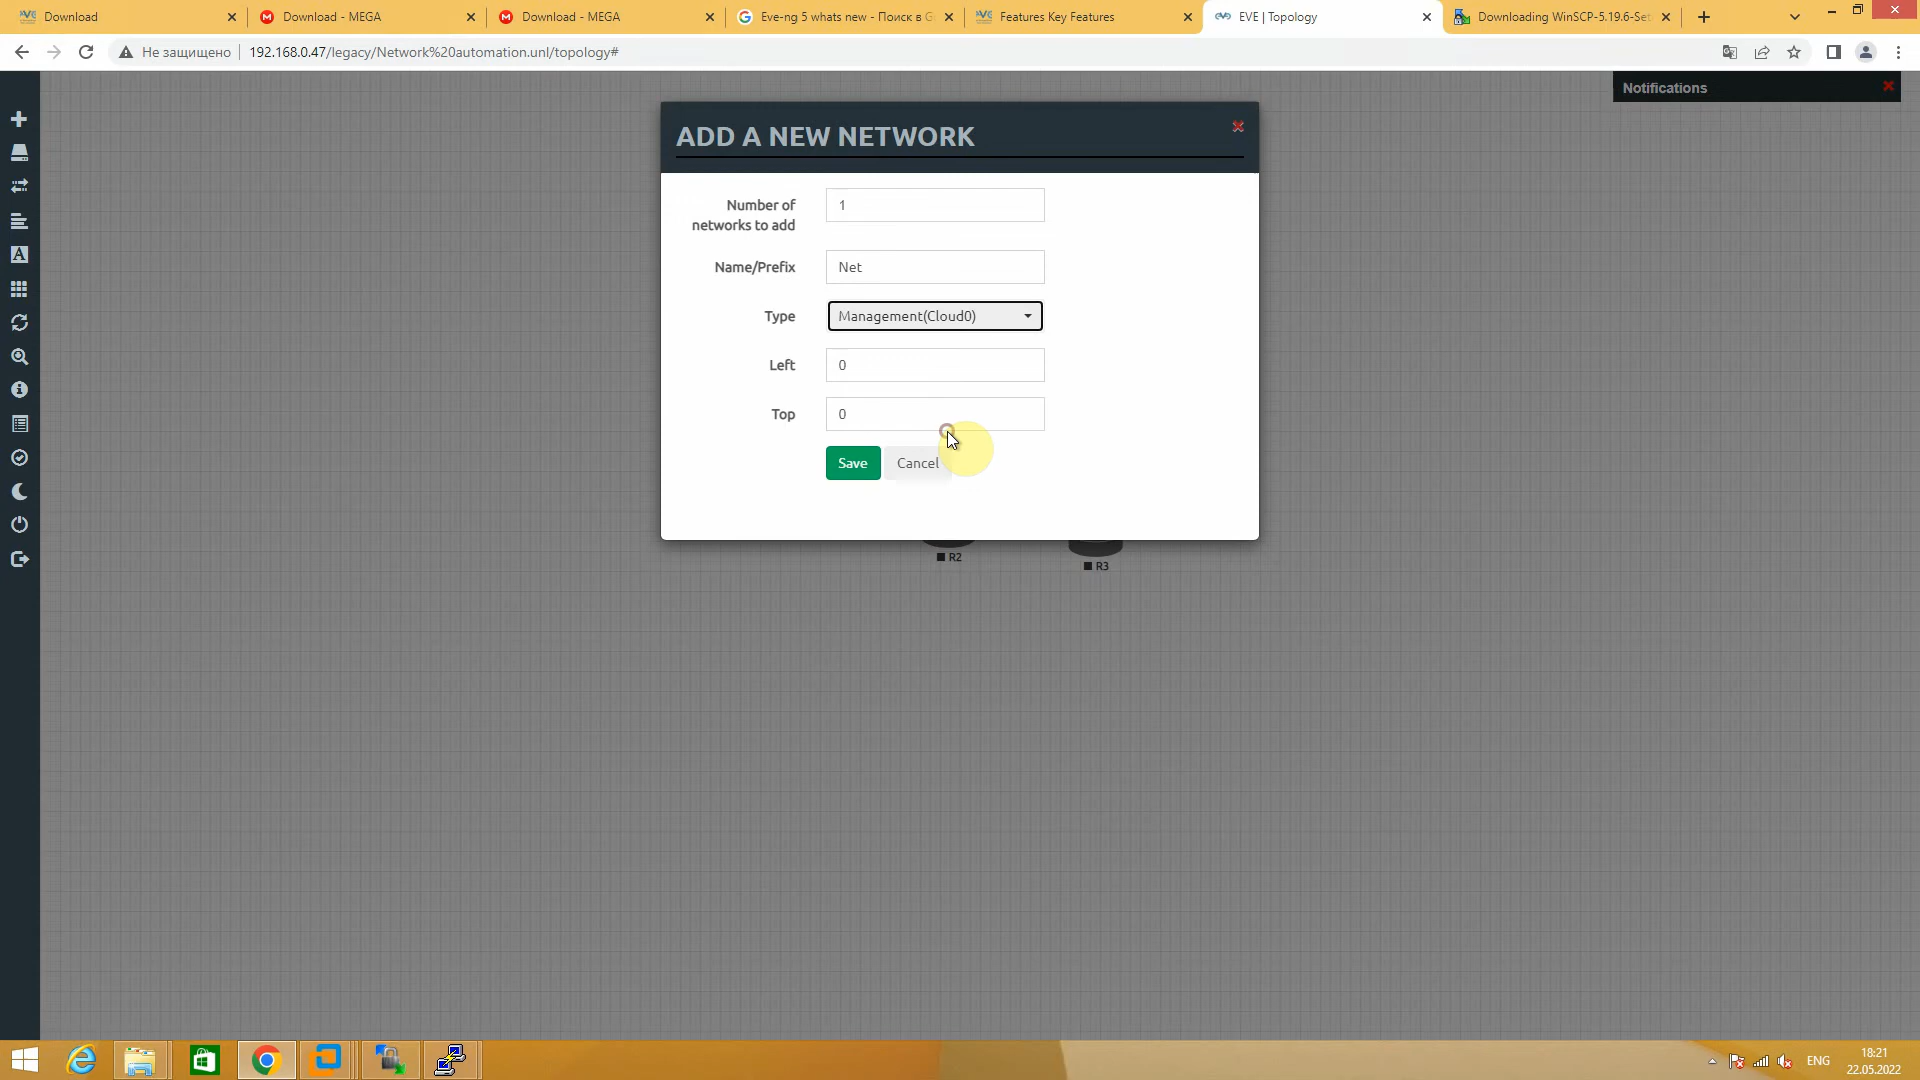 Download
Download - MEGA
Download - MEGA
Eve-ng 5 whats new - Поиск в G
Features Key Features
EVE | Topology
Downloading WinSCP-5.19.6-Set
Не защищено
192.168.0.47/legacy/Network%20automation.unl/topology#
Notifications
ADD A NEW NETWORK
Number of networks to add
1
Name/Prefix
Net
Type
Management(Cloud0)
Left
0
Top
0
Save
Cancel
R2
R3
ENG
18:21
22.05.2022